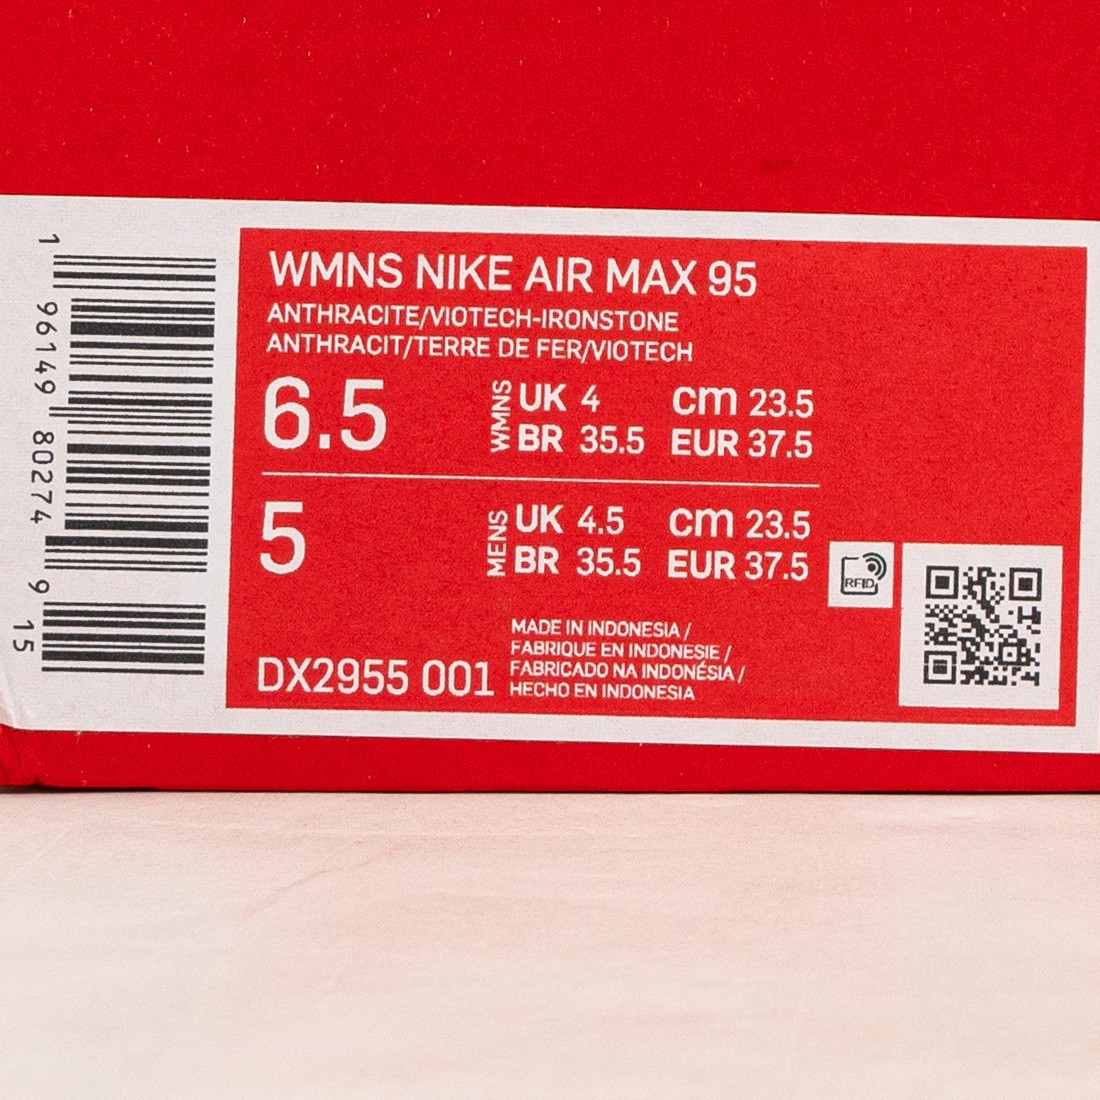 WMNS NIKE AIR MAX 95
ANTHRACITE/VIOTECH-IRONSTONE
ANTHRACIT/TERRE DE FER/VIOTECH
6.5 WMNS UK 4 cm 23.5
BR 35.5 EUR 37.5
5 MENS UK 4.5 cm 23.5
BR 35.5 EUR 37.5
DX2955 001
MADE IN INDONESIA /
FABRIQUE EN INDONESIE /
FABRICADO NA INDONÉSIA /
HECHO EN INDONESIA
RFID
1 96149 80274 9 15